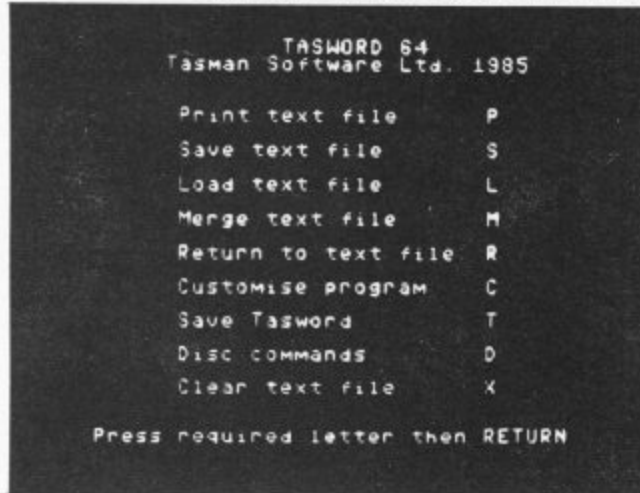 TASWORD 64
Tasman Software Ltd. 1985
Print text file P
Save text file S
Load text file L
Merge text file M
Return to text file R
Customise program C
Save Tasword T
Disc commands D
Clear text file X
Press required letter then RETURN